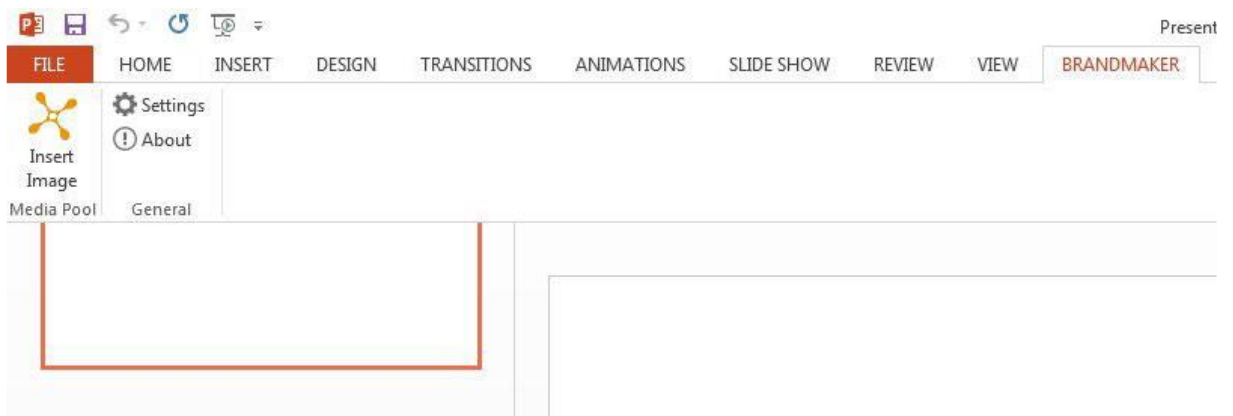 Present
FILE HOME INSERT DESIGN TRANSITIONS ANIMATIONS SLIDE SHOW REVIEW VIEW BRANDMAKER
Insert
Image
Media Pool
Settings
About
General